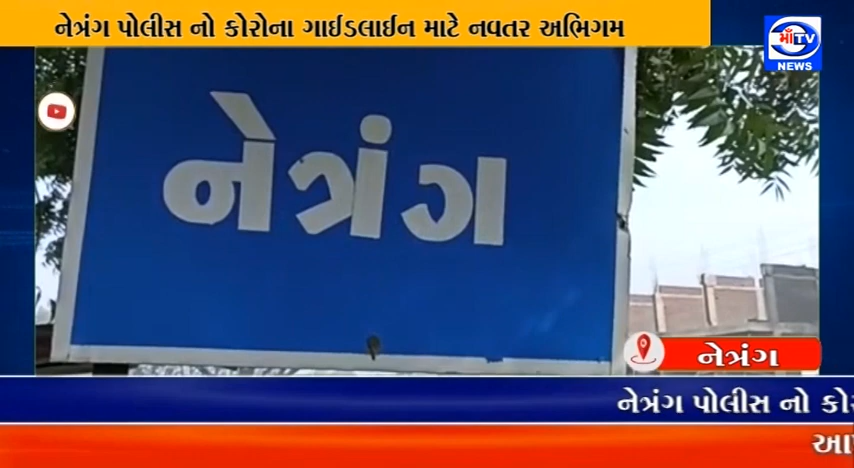 નેત્રંગ પોલીસ નો કોરોના ગાઈડલાઈન માટે નવતર અભિગમ
માઁ TV
NEWS
નેત્રંગ
નેત્રંગ
નેત્રંગ પોલીસ નો